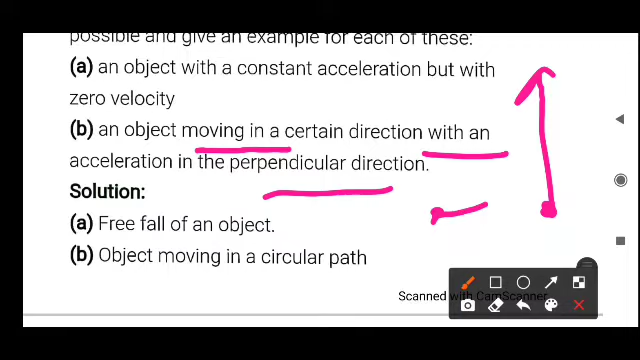 possible and give an example for each of these:
(a) an object with a constant acceleration but with
zero velocity
(b) an object moving in a certain direction with an
acceleration in the perpendicular direction.
Solution:
(a) Free fall of an object.
(b) Object moving in a circular path
Scanned with CamScanner